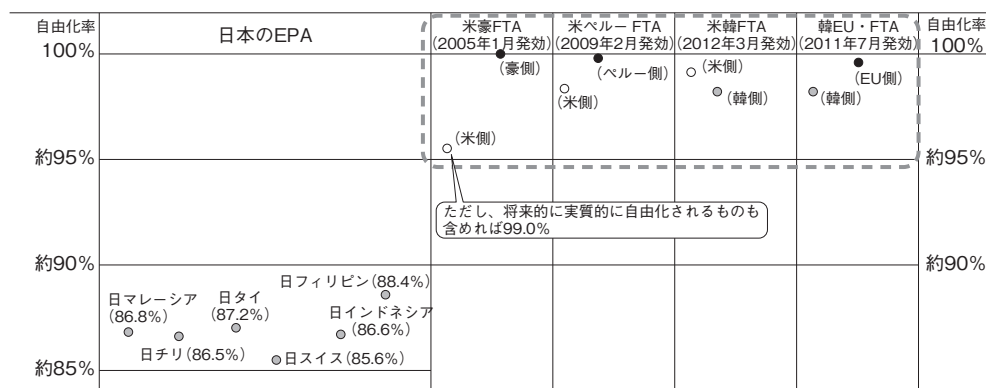 自由化率
100%
約95%
約90%
約85%
日本のEPA
日マレーシア
(86.8%)
日チリ(86.5%)
日タイ
(87.2%)
日スイス(85.6%)
日フィリピン(88.4%)
日インドネシア
(86.6%)
米豪FTA
(2005年1月発効)
(豪側)
(米側)
ただし、将来的に実質的に自由化されるものも
含めれば99.0%
米ペルー FTA
(2009年2月発効)
(ペルー側)
(米側)
米韓FTA
(2012年3月発効)
(米側)
(韓側)
韓EU・FTA
(2011年7月発効)
(EU側)
(韓側)
自由化率
100%
約95%
約90%